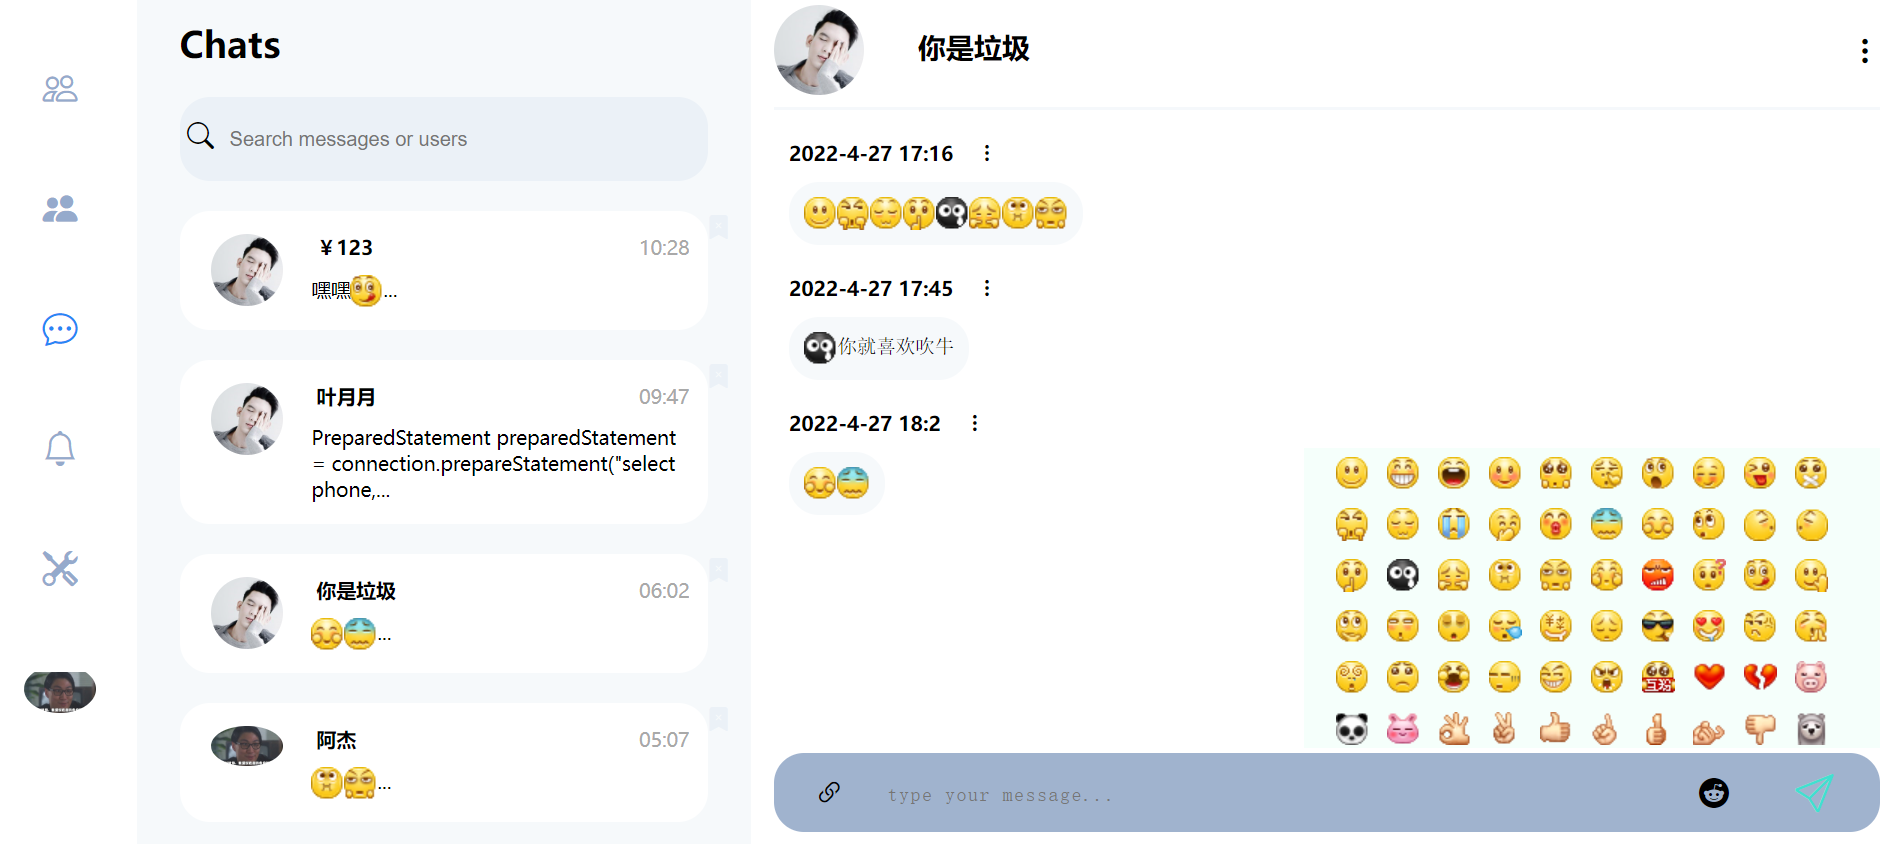 Chats
Search messages or users
￥123
10:28
嘿嘿...
叶月月
09:47
PreparedStatement preparedStatement
= connection.prepareStatement("select
phone,...
你是垃圾
06:02
...
阿杰
05:07
...
你是垃圾
2022-4-27 17:16
2022-4-27 17:45
你就喜欢吹牛
2022-4-27 18:2
互粉
type your message...